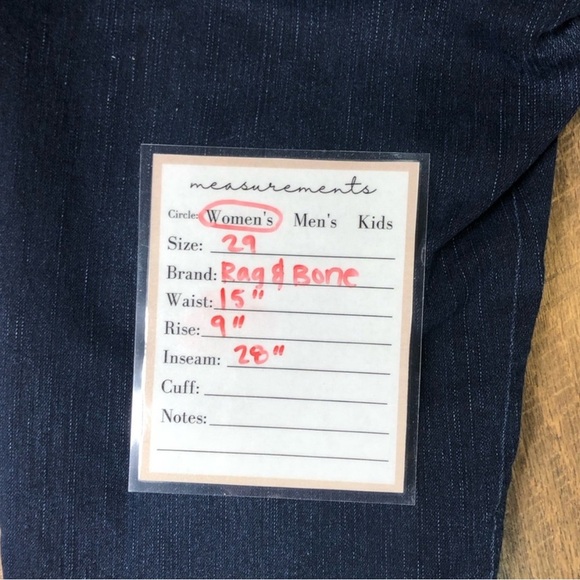 measurements
Circle: Women's Men's Kids
Size: 29
Brand: Rag & Bone
Waist: 15"
Rise: 9"
Inseam: 28"
Cuff:
Notes: